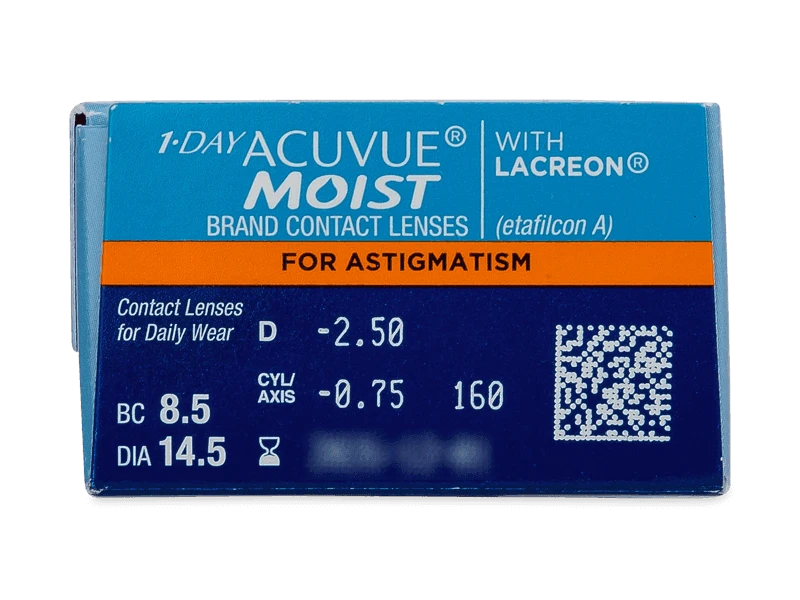 1·DAY ACUVUE® MOIST
BRAND CONTACT LENSES
WITH
LACREON®
(etafilcon A)
FOR ASTIGMATISM
Contact Lenses
for Daily Wear
D -2.50
CYL/AXIS -0.75 160
BC 8.5
DIA 14.5